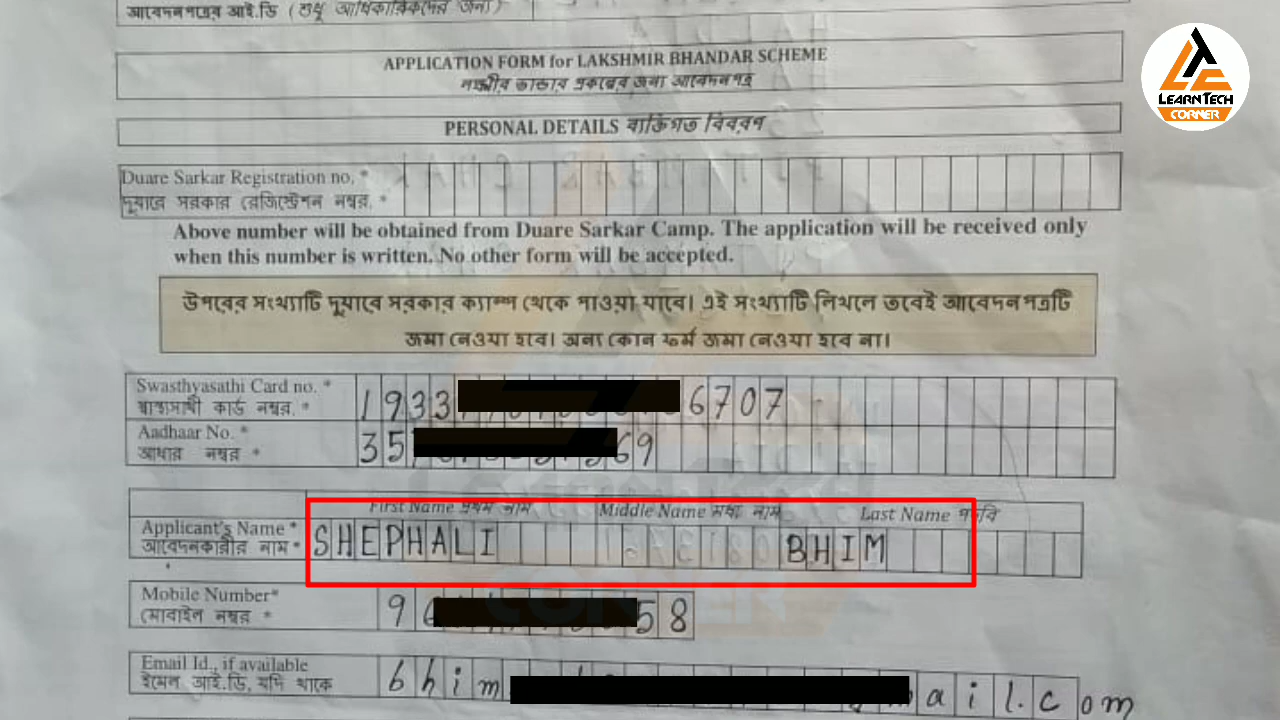 আবেদনপত্রের আই.ডি (শুধু আধিকারিকদের জন্য)
LEARNTECH
CORNER
APPLICATION FORM for LAKSHMIR BHANDAR SCHEME
লক্ষ্মীর ভান্ডার প্রকল্পের জন্য আবেদনপত্র
PERSONAL DETAILS ব্যক্তিগত বিবরণ
Duare Sarkar Registration no. *
দুয়ারে সরকার রেজিস্ট্রেশন নম্বর. *
Above number will be obtained from Duare Sarkar Camp. The application will be received only
when this number is written. No other form will be accepted.
উপরের সংখ্যাটি দুয়ারে সরকার ক্যাম্প থেকে পাওয়া যাবে। এই সংখ্যাটি লিখলে তবেই আবেদনপত্রটি
জমা নেওয়া হবে। অন্য কোন ফর্ম জমা নেওয়া হবে না।
Swasthyasathi Card no. * 1933 6707
স্বাস্থ্যসাথী কার্ড নম্বর. *
Aadhaar No. * 35 69
আধার নম্বর *
First Name প্রথম নাম Middle Name মধ্য নাম Last Name পদবি
Applicant's Name * SHEPHALI BHIM
আবেদনকারীর নাম *
Mobile Number* 9 58
মোবাইল নম্বর *
Email Id., if available bhim ail.com
ইমেল আই.ডি, যদি থাকে